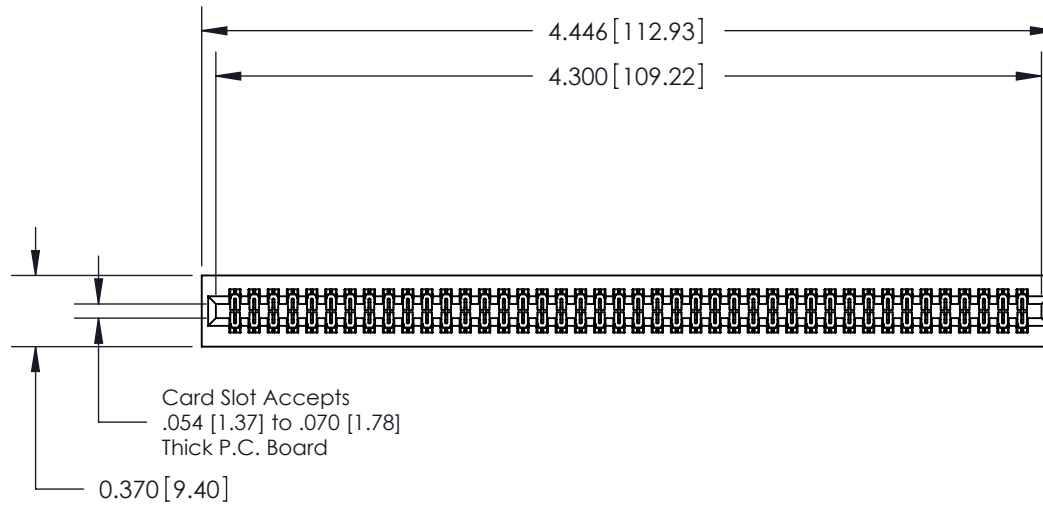 4.446 [112.93]
4.300 [109.22]
Card Slot Accepts
.054 [1.37] to .070 [1.78]
Thick P.C. Board
0.370 [9.40]